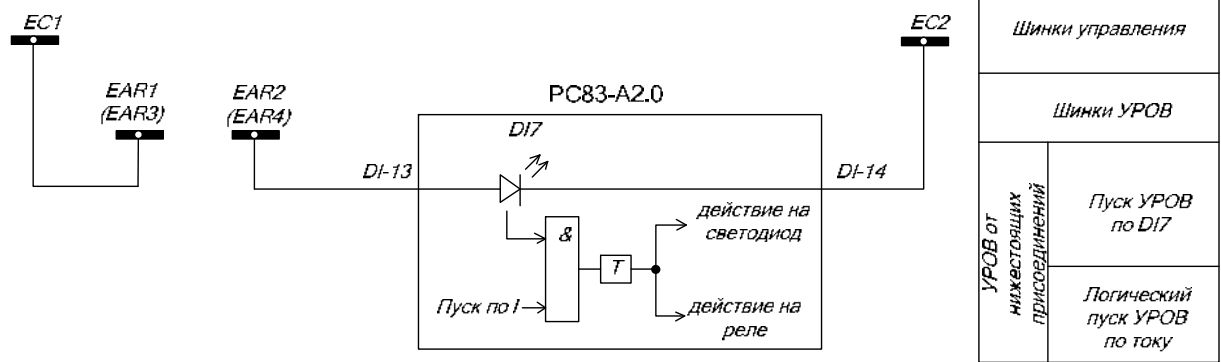 EC1
EAR1
(EAR3)
EAR2
(EAR4)
PC83-A2.0
EC2
DI7
DI-13
DI-14
&
T
Пуск по I
действие на
светодиод
действие на
реле
Шинки управления
Шинки УРОВ
УРОВ от
нижестоящих
присоединений
Пуск УРОВ
по DI7
Логический
пуск УРОВ
по току